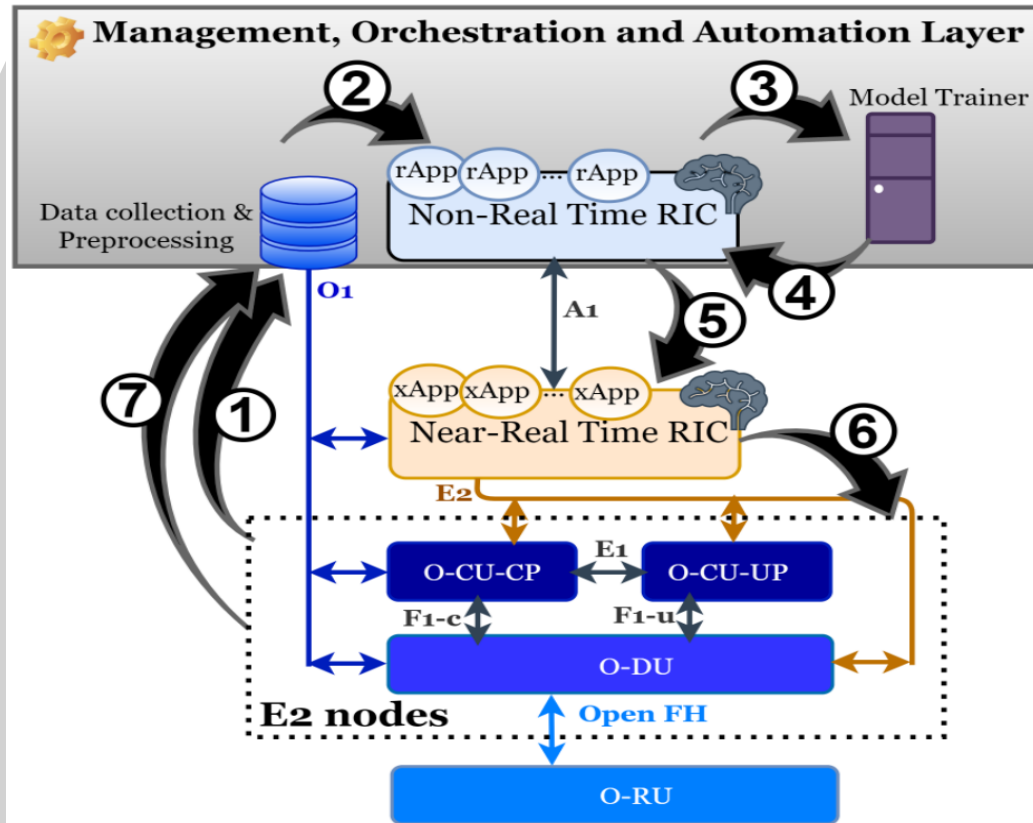 Management, Orchestration and Automation Layer
2
3
Model Trainer
rApp rApp ... rApp
Non-Real Time RIC
Data collection &
Preprocessing
4
O1
A1
5
7
1
xApp xApp ... xApp
Near-Real Time RIC
6
E2
O-CU-CP
E1
O-CU-UP
F1-c
F1-u
O-DU
E2 nodes
Open FH
O-RU